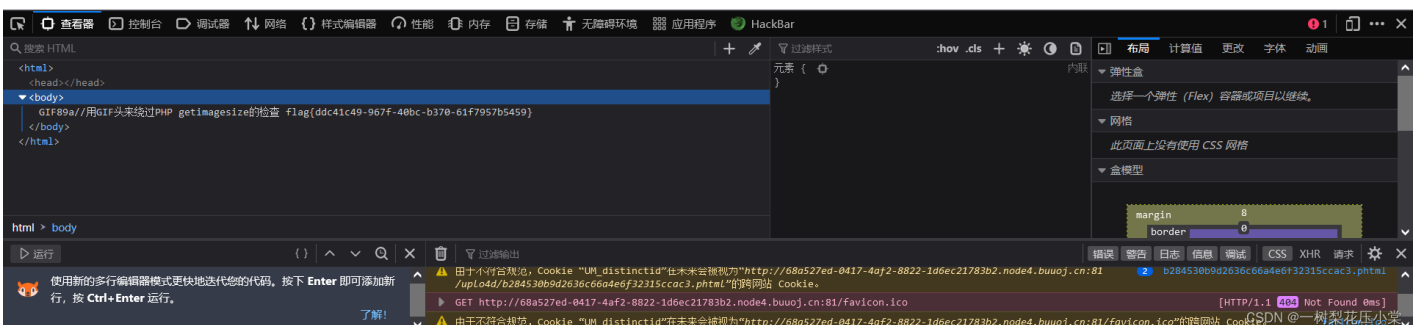 查看器 控制台 调试器 网络 样式编辑器 性能 内存 存储 无障碍环境 应用程序 HackBar 1
搜索 HTML
过滤样式 :hov .cls
布局 计算值 更改 字体 动画
<html>
<head></head>
<body>
GIF89a//用GIF头来绕过PHP getimagesize的检查 flag{ddc41c49-967f-40bc-b370-61f7957b5459}
</body>
</html>
html > body
元素 { 内联
}
弹性盒
选择一个弹性（Flex）容器或项目以继续。
网格
此页面上没有使用 CSS 网格
盒模型
margin 8
border 0
运行
过滤输出
错误 警告 日志 信息 调试 CSS XHR 请求
使用新的多行编辑器模式更快地迭代您的代码。按下 Enter 即可添加新
行，按 Ctrl+Enter 运行。
了解！
由于不符合规范，Cookie “UM_distinctid”在未来会被视为“http://68a527ed-0417-4af2-8822-1d6ec21783b2.node4.buuoj.cn:81 2 b284530b9d2636c66a4e6f32315ccac3.phtml
/uplo4d/b284530b9d2636c66a4e6f32315ccac3.phtml”的跨网站 Cookie。
GET http://68a527ed-0417-4af2-8822-1d6ec21783b2.node4.buuoj.cn:81/favicon.ico [HTTP/1.1 404 Not Found 0ms]
由于不符合规范，Cookie “UM_distinctid”在未来会被视为“http://68a527ed-0417-4af2-8822-1d6ec21783b2.node4.buuoj.cn:81/favicon.ico”的跨网站 Cookie。
CSDN @一树梨花压小棠